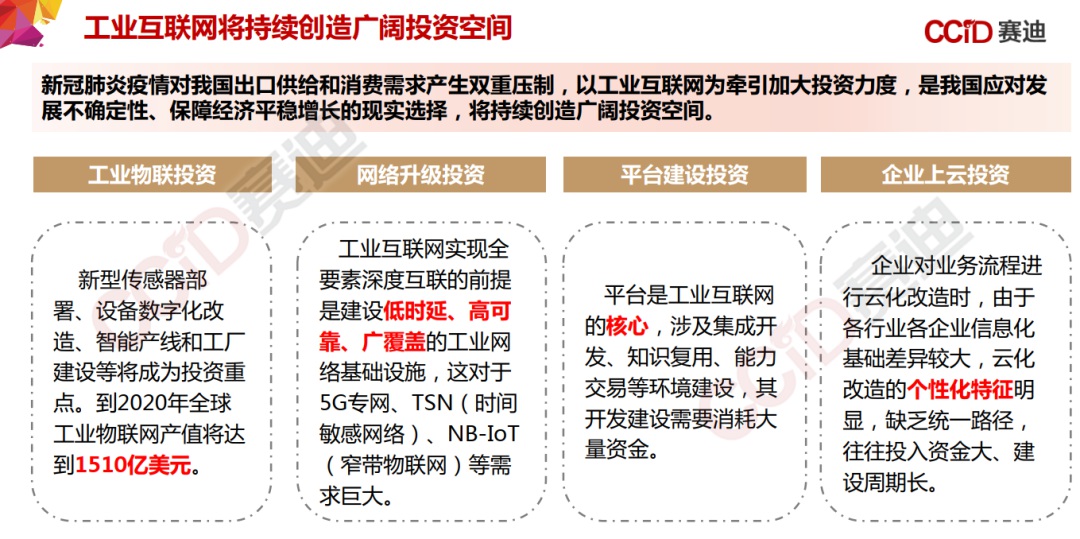 工业互联网将持续创造广阔投资空间
CCID 赛迪
新冠肺炎疫情对我国出口供给和消费需求产生双重压制，以工业互联网为牵引加大投资力度，是我国应对发
展不确定性、保障经济平稳增长的现实选择，将持续创造广阔投资空间。
工业物联投资
新型传感器部
署、设备数字化改
造、智能产线和工厂
建设等将成为投资重
点。到2020年全球
工业物联网产值将达
到1510亿美元。
网络升级投资
工业互联网实现全
要素深度互联的前提
是建设低时延、高可
靠、广覆盖的工业网
络基础设施，这对于
5G专网、TSN（时间
敏感网络）、NB-IoT
（窄带物联网）等需
求巨大。
平台建设投资
平台是工业互联网
的核心，涉及集成开
发、知识复用、能力
交易等环境建设，其
开发建设需要消耗大
量资金。
企业上云投资
企业对业务流程进
行云化改造时，由于
各行业各企业信息化
基础差异较大，云化
改造的个性化特征明
显，缺乏统一路径，
往往投入资金大、建
设周期长。
CCID赛迪
CCID赛迪